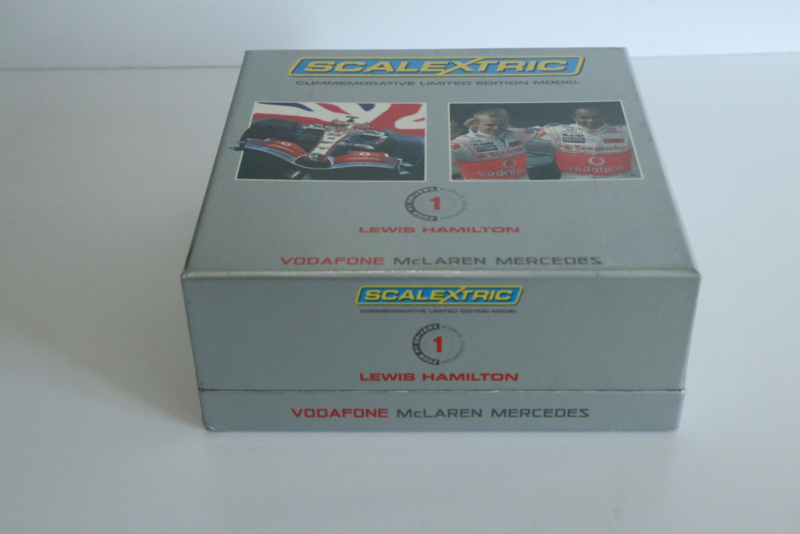 SCALEXTRIC
COMMEMORATIVE LIMITED EDITION MODEL
vodafone
1
LEWIS HAMILTON
VODAFONE McLAREN MERCEDES
SCALEXTRIC
COMMEMORATIVE LIMITED EDITION MODEL
1
LEWIS HAMILTON
VODAFONE McLAREN MERCEDES